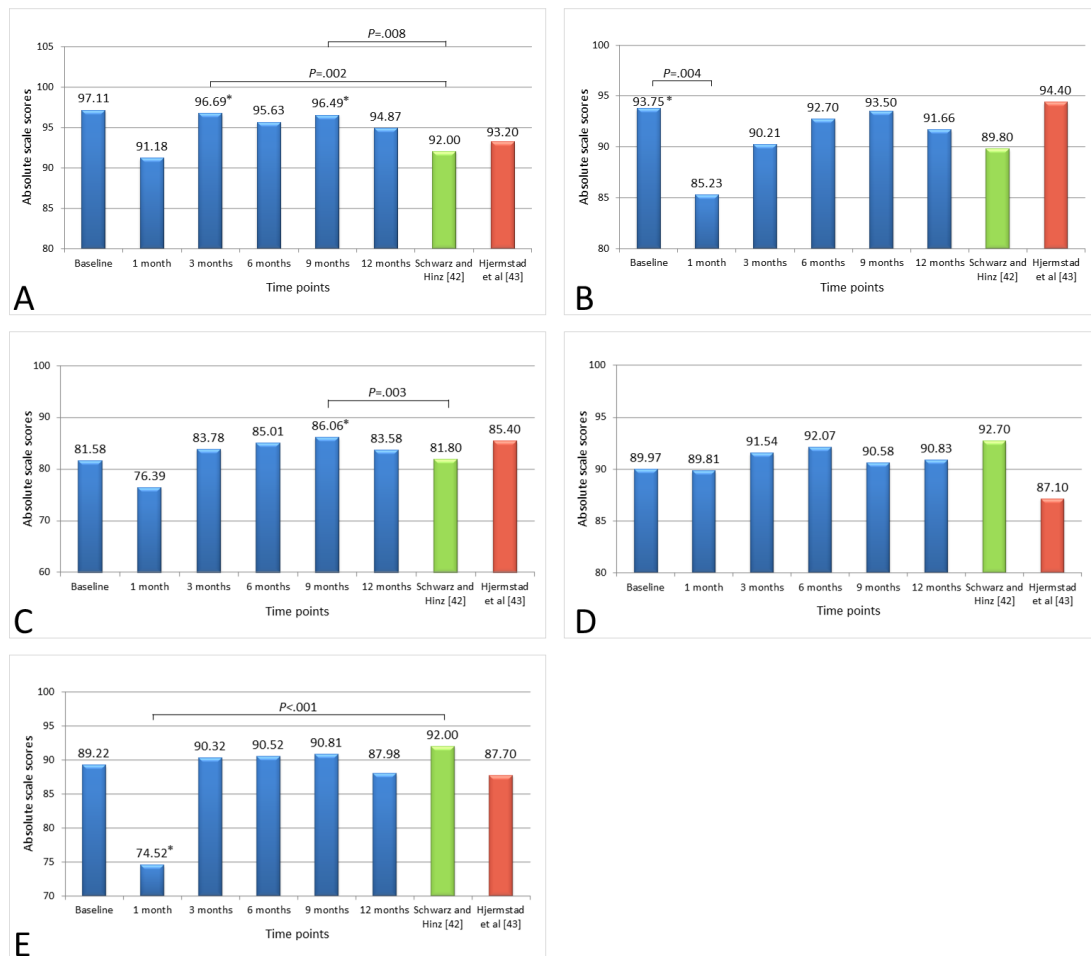 P=.008
105
P=.002
100
97.11
96.69*
95.63
96.49*
94.87
95
91.18
92.00
93.20
90
85
80
Absolute scale scores
Baseline
1 month
3 months
6 months
9 months
12 months
Schwarz and
Hinz [42]
Hjermstad
et al [43]
Time points
A
100
P=.004
95
93.75*
85.23
90.21
92.70
93.50
91.66
89.80
94.40
90
85
80
Absolute scale scores
Baseline
1 month
3 months
6 months
9 months
12 months
Schwarz and
Hinz [42]
Hjermstad
et al [43]
Time points
B
100
P=.003
90
81.58
76.39
83.78
85.01
86.06*
83.58
81.80
85.40
80
70
60
Absolute scale scores
Baseline
1 month
3 months
6 months
9 months
12 months
Schwarz and
Hinz [42]
Hjermstad
et al [43]
Time points
C
100
95
89.97
89.81
91.54
92.07
90.58
90.83
92.70
87.10
90
85
80
Absolute scale scores
Baseline
1 month
3 months
6 months
9 months
12 months
Schwarz and
Hinz [42]
Hjermstad
et al [43]
Time points
D
100
P<.001
95
89.22
74.52*
90.32
90.52
90.81
87.98
92.00
87.70
90
85
80
75
70
Absolute scale scores
Baseline
1 month
3 months
6 months
9 months
12 months
Schwarz and
Hinz [42]
Hjermstad
et al [43]
Time points
E